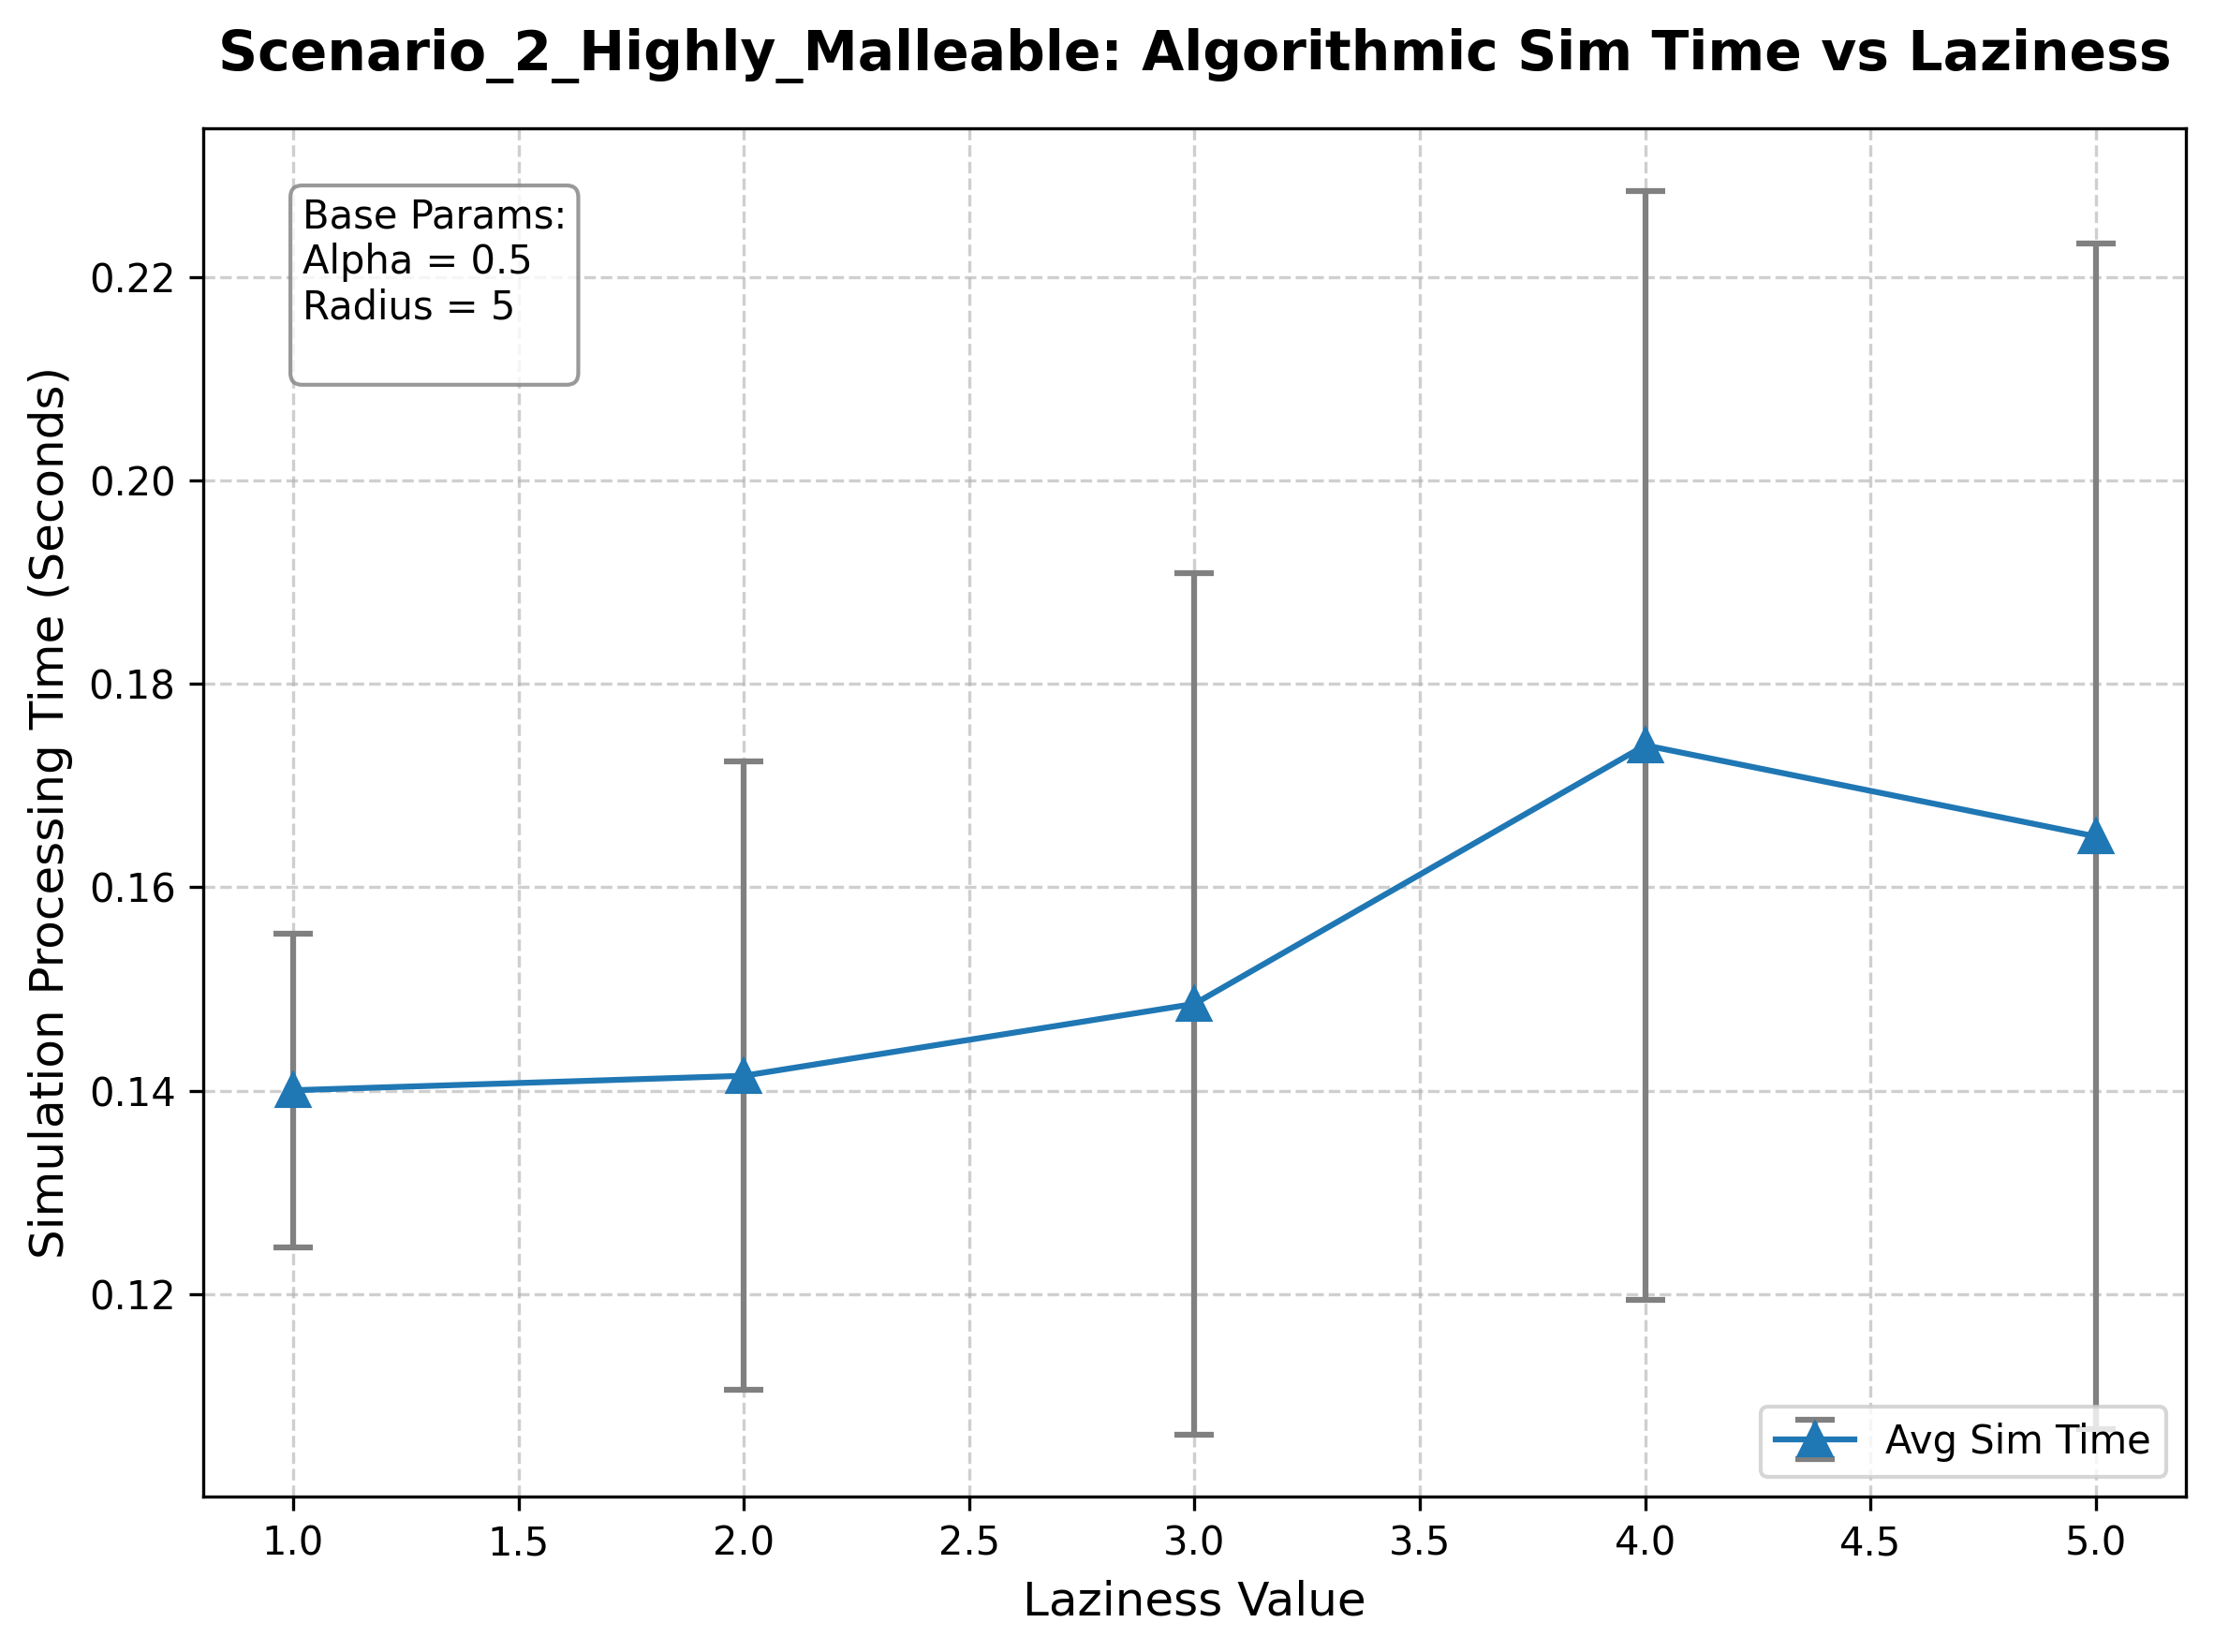 Scenario_2_Highly_Malleable: Algorithmic Sim Time vs Laziness
Base Params:
Alpha = 0.5
Radius = 5
Simulation Processing Time (Seconds)
0.22
0.20
0.18
0.16
0.14
0.12
Avg Sim Time
1.0 1.5 2.0 2.5 3.0 3.5 4.0 4.5 5.0
Laziness Value